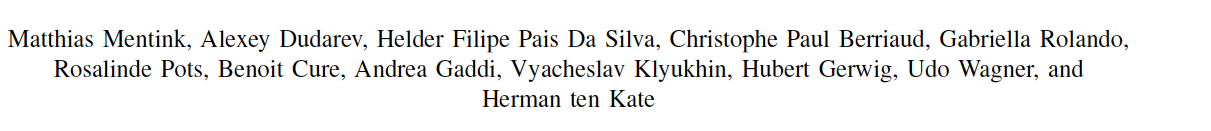 Matthias Mentink, Alexey Dudarev, Helder Filipe Pais Da Silva, Christophe Paul Berriaud, Gabriella Rolando,
Rosalinde Pots, Benoit Cure, Andrea Gaddi, Vyacheslav Klyukhin, Hubert Gerwig, Udo Wagner, and
Herman ten Kate